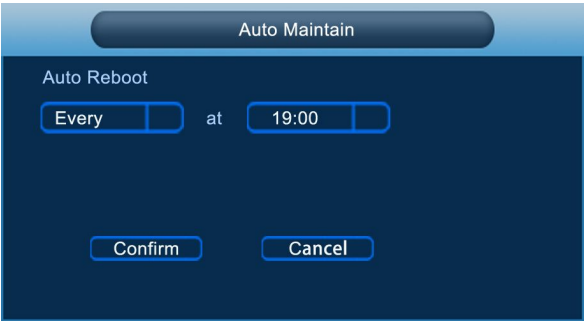 Auto Maintain
Auto Reboot
Every at 19:00
Confirm Cancel